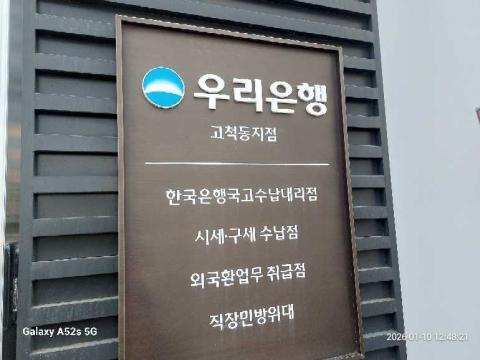 우리은행
고척동지점
한국은행국고수납대리점
시세·구세 수납점
외국환업무 취급점
직장민방위대
Galaxy A52s 5G
2026-01-10 12:48:21